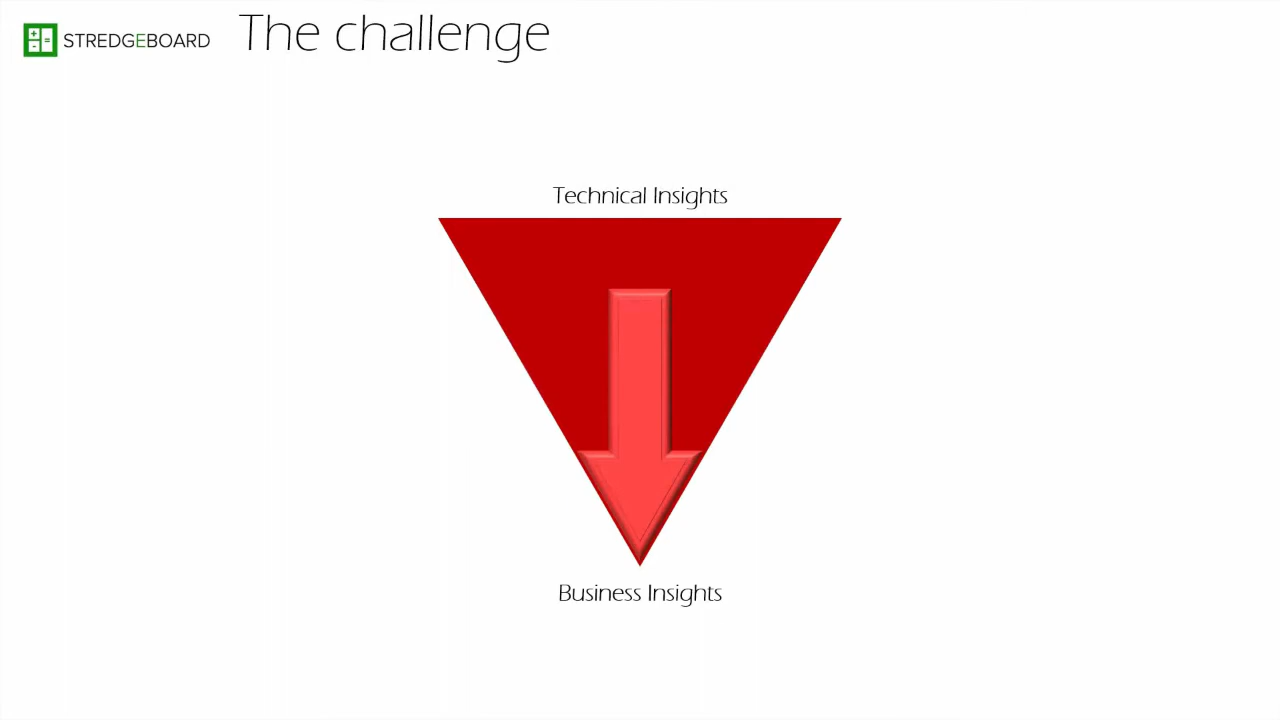 STREDGEBOARD
The challenge
Technical Insights
Business Insights